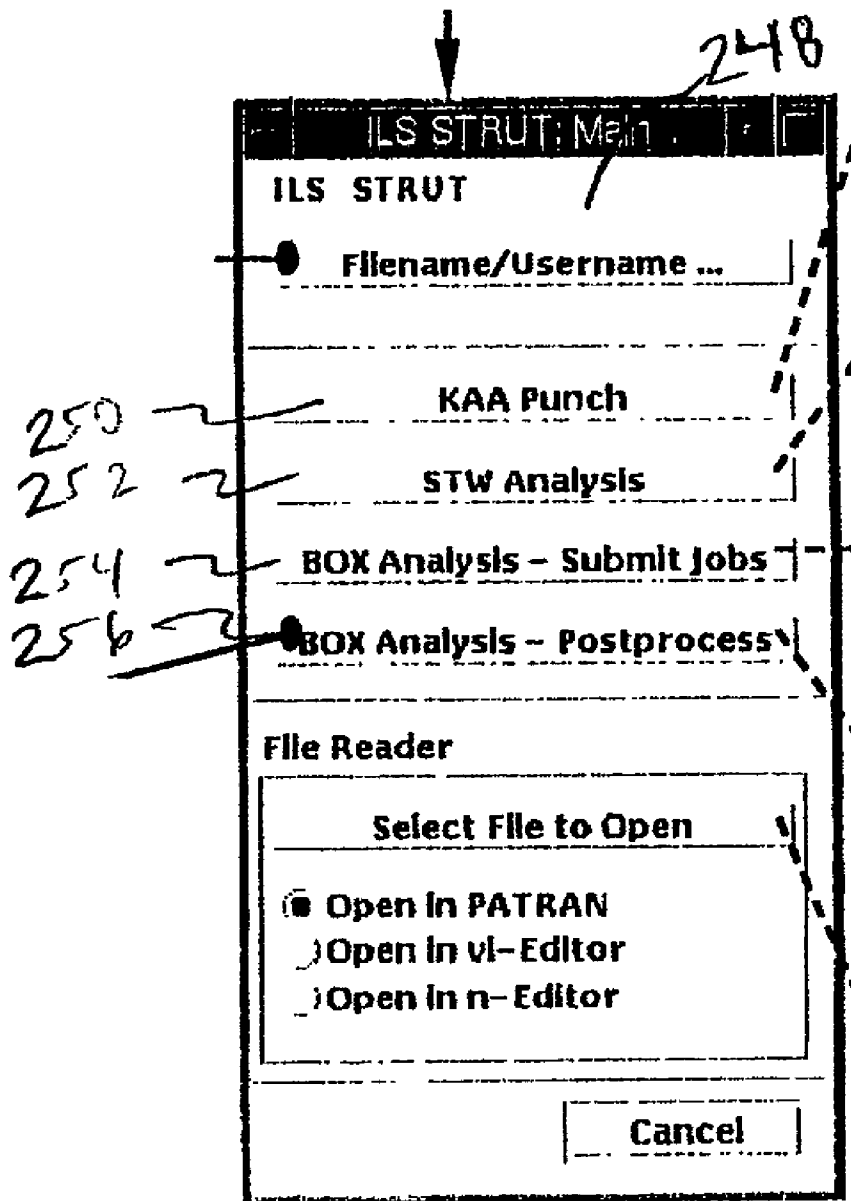 248
ILS STRUT: Main
ILS STRUT
Filename/Username ...
250 KAA Punch
252 STW Analysis
254 BOX Analysis - Submit Jobs
256 BOX Analysis - Postprocess
File Reader
Select File to Open
Open in PATRAN
Open in vi-Editor
Open in n-Editor
Cancel